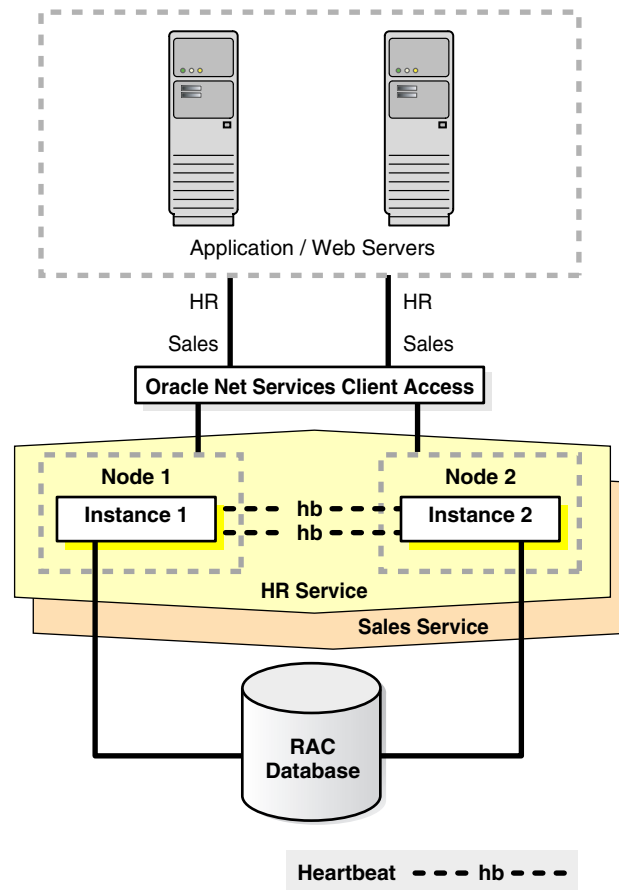 Application / Web Servers
HR
HR
Sales
Sales
Oracle Net Services Client Access
Node 1
Node 2
Instance 1
hb
hb
Instance 2
HR Service
Sales Service
RAC
Database
Heartbeat
hb